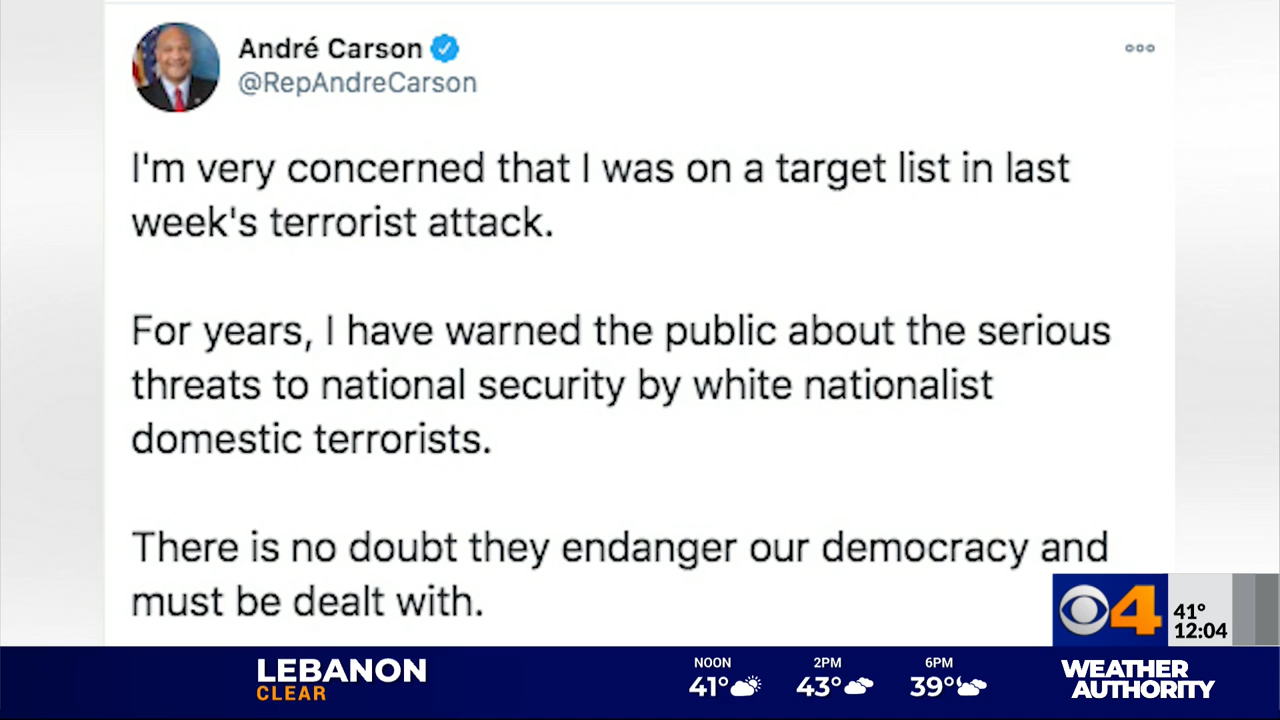 André Carson
@RepAndreCarson
I'm very concerned that I was on a target list in last
week's terrorist attack.
For years, I have warned the public about the serious
threats to national security by white nationalist
domestic terrorists.
There is no doubt they endanger our democracy and
must be dealt with.
4
41°
12:04
LEBANON
CLEAR
NOON
41°
2PM
43°
6PM
39°
WEATHER
AUTHORITY